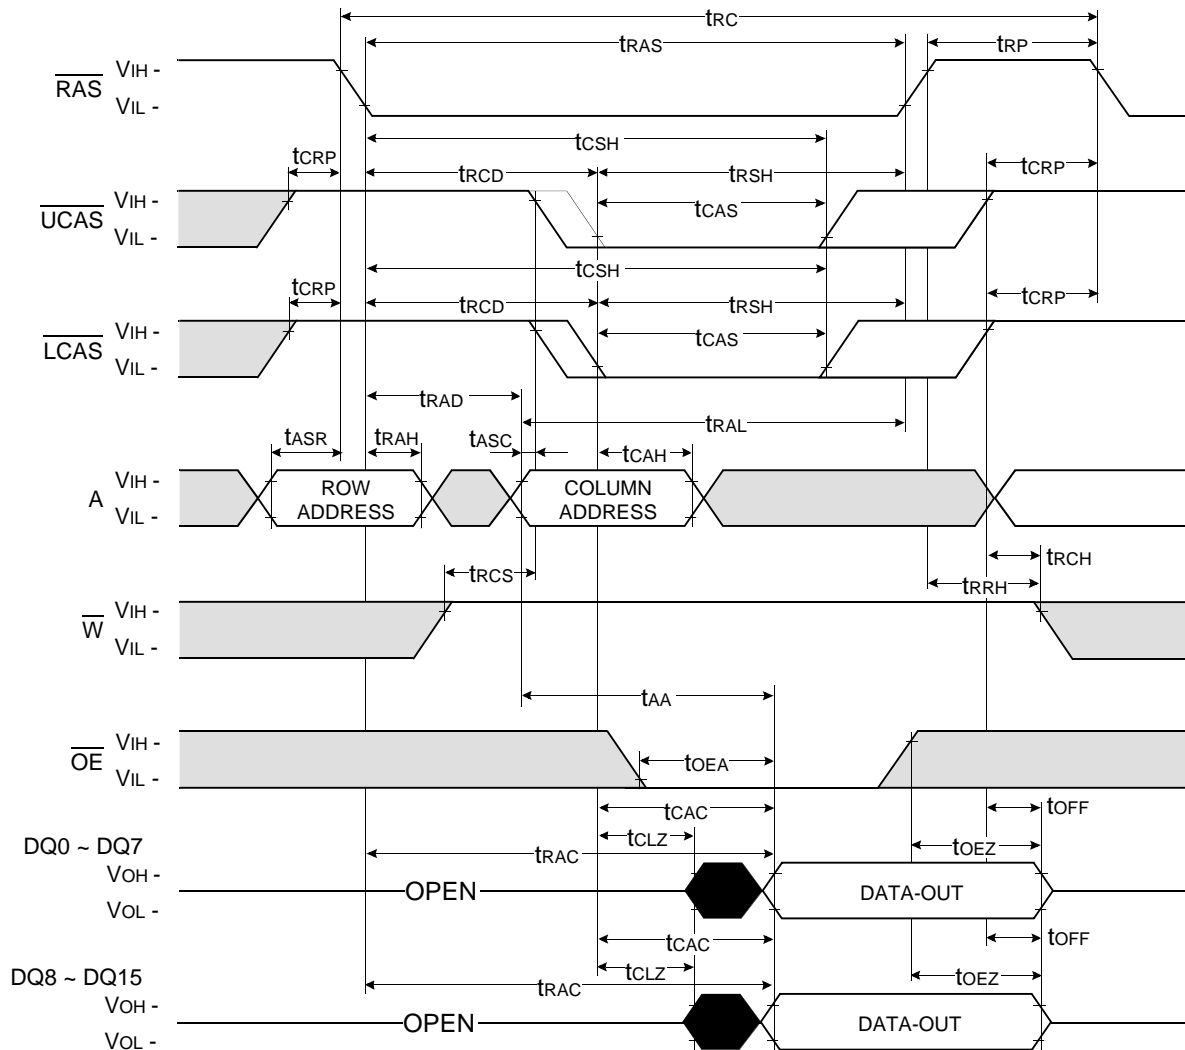 tRC
tRAS tRP
RAS VIH -
VIL -
tCSH
tCRP tRCD tRSH tCRP
UCAS VIH -
VIL -
tCAS
tCSH
tCRP tRCD tRSH tCRP
LCAS VIH -
VIL -
tCAS
tRAD
tRAL
tASR tRAH tASC tCAH
A VIH -
VIL -
ROW
ADDRESS
COLUMN
ADDRESS
tRCH
tRCS tRRH
W VIH -
VIL -
tAA
OE VIH -
VIL -
tOEA
tCAC tOFF
DQ0 ~ DQ7
tCLZ tOEZ
tRAC
VOH -
VOL -
OPEN DATA-OUT
tCAC tOFF
DQ8 ~ DQ15
tCLZ tOEZ
tRAC
VOH -
VOL -
OPEN DATA-OUT